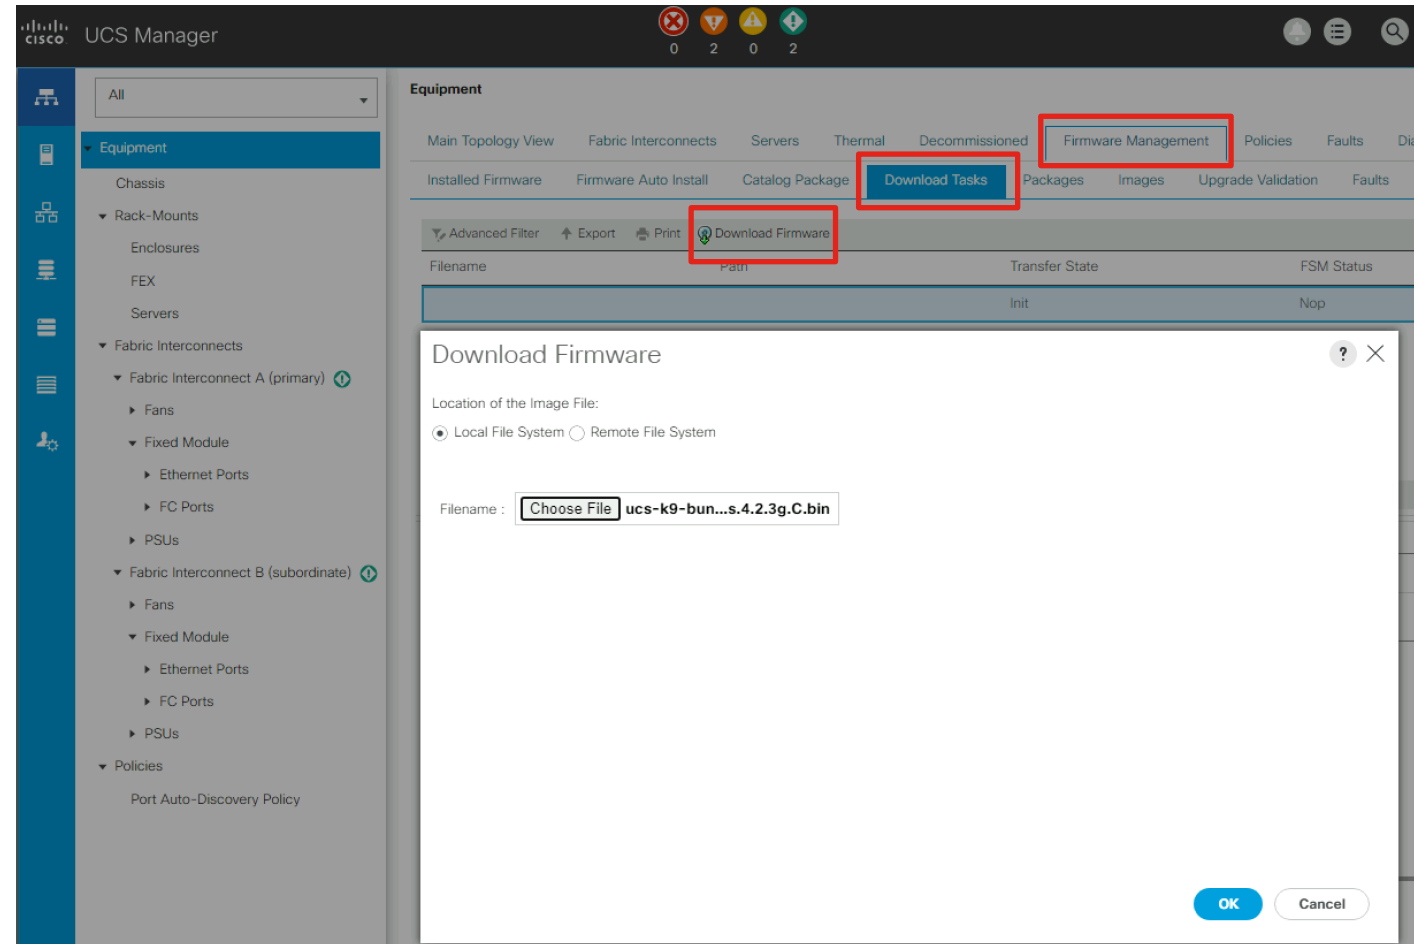 CISCO
UCS Manager
0 2 0 2
All
Equipment
Chassis
Rack-Mounts
Enclosures
FEX
Servers
Fabric Interconnects
Fabric Interconnect A (primary)
Fans
Fixed Module
Ethernet Ports
FC Ports
PSUs
Fabric Interconnect B (subordinate)
Fans
Fixed Module
Ethernet Ports
FC Ports
PSUs
Policies
Port Auto-Discovery Policy
Equipment
Main Topology View Fabric Interconnects Servers Thermal Decommissioned Firmware Management Policies Faults Dia
Installed Firmware Firmware Auto Install Catalog Package Download Tasks Packages Images Upgrade Validation Faults
Advanced Filter Export Print Download Firmware
Filename Path Transfer State FSM Status
Init Nop
Download Firmware ?
Location of the Image File:
Local File System Remote File System
Filename : Choose File ucs-k9-bun...s.4.2.3g.C.bin
OK Cancel